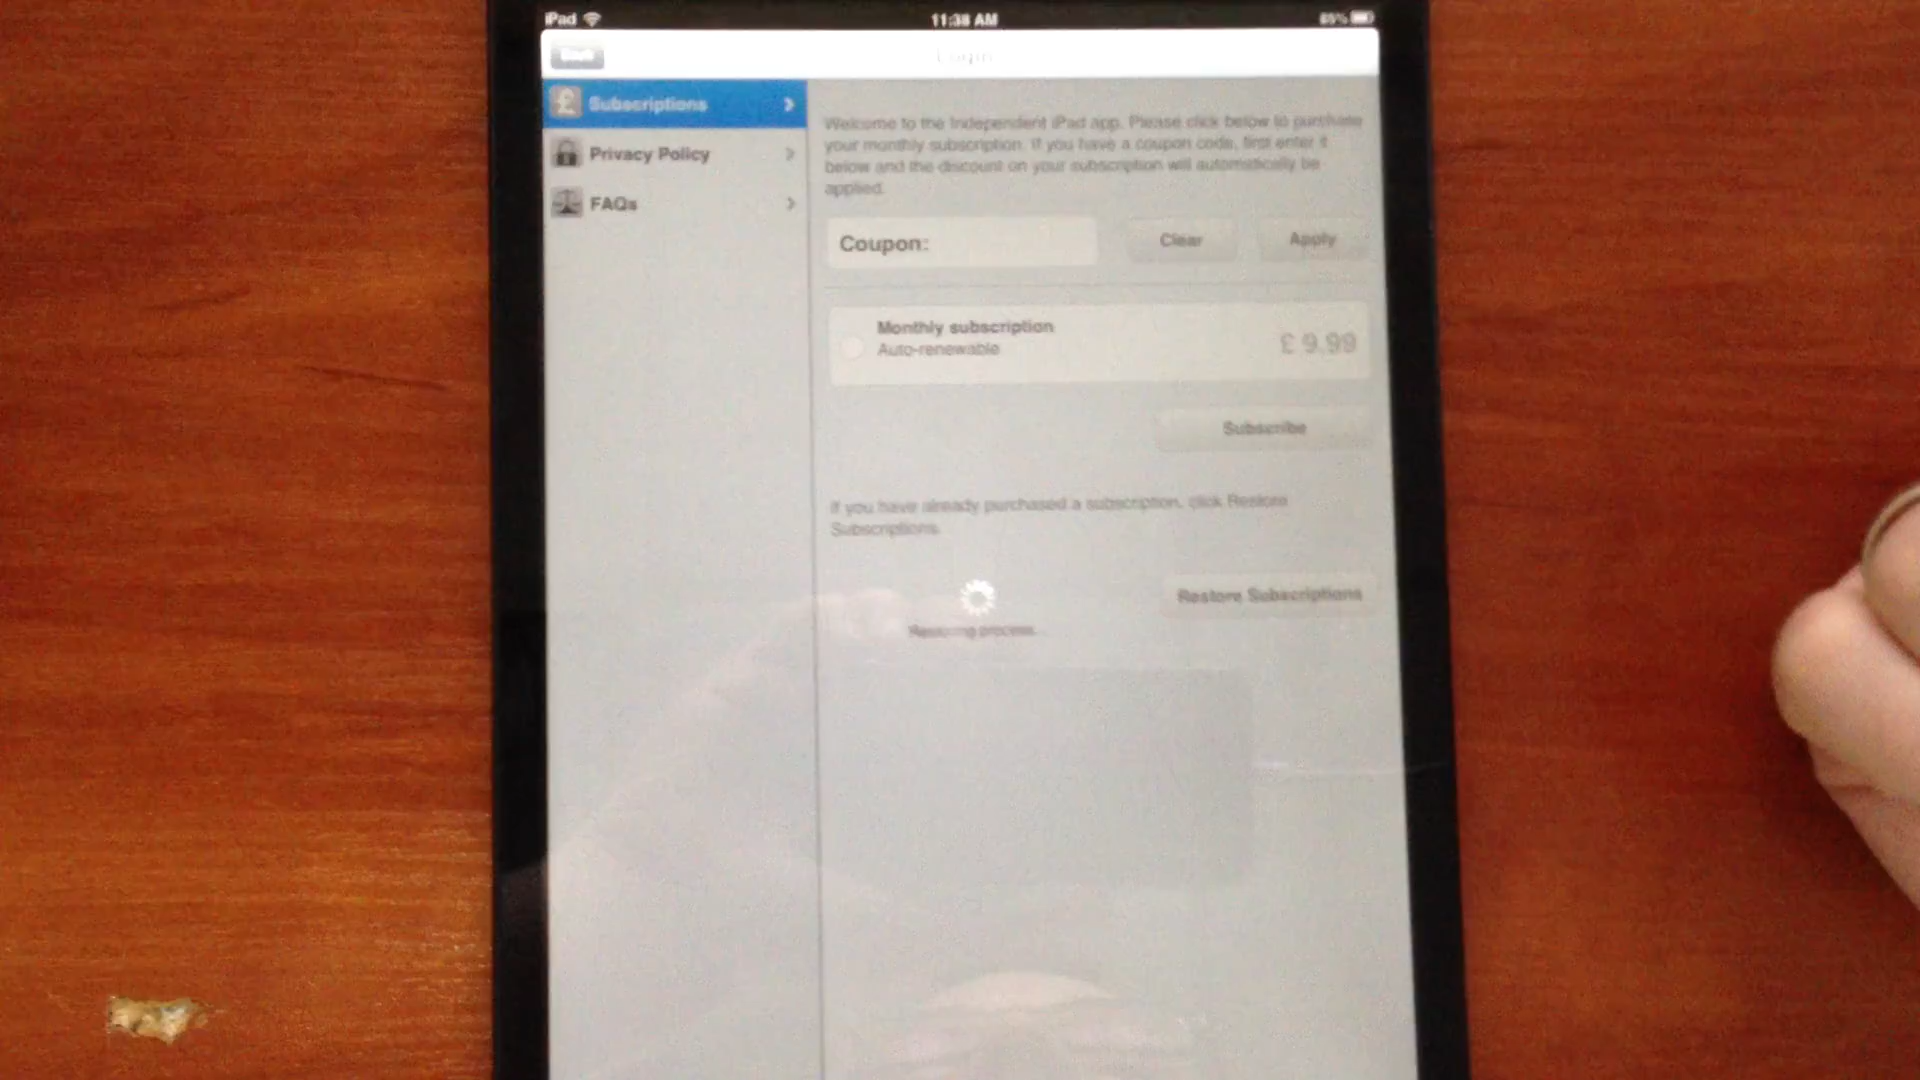 iPad 11:38 AM 85%
Back Login
Subscriptions
Privacy Policy
FAQs
Welcome to the Independent iPad app. Please click below to purchase
your monthly subscription. If you have a coupon code, first enter it
below and the discount on your subscription will automatically be
applied.
Coupon: Clear Apply
Monthly subscription
Auto-renewable
£ 9.99
Subscribe
If you have already purchased a subscription, click Restore
Subscriptions.
Restore Subscriptions
process...